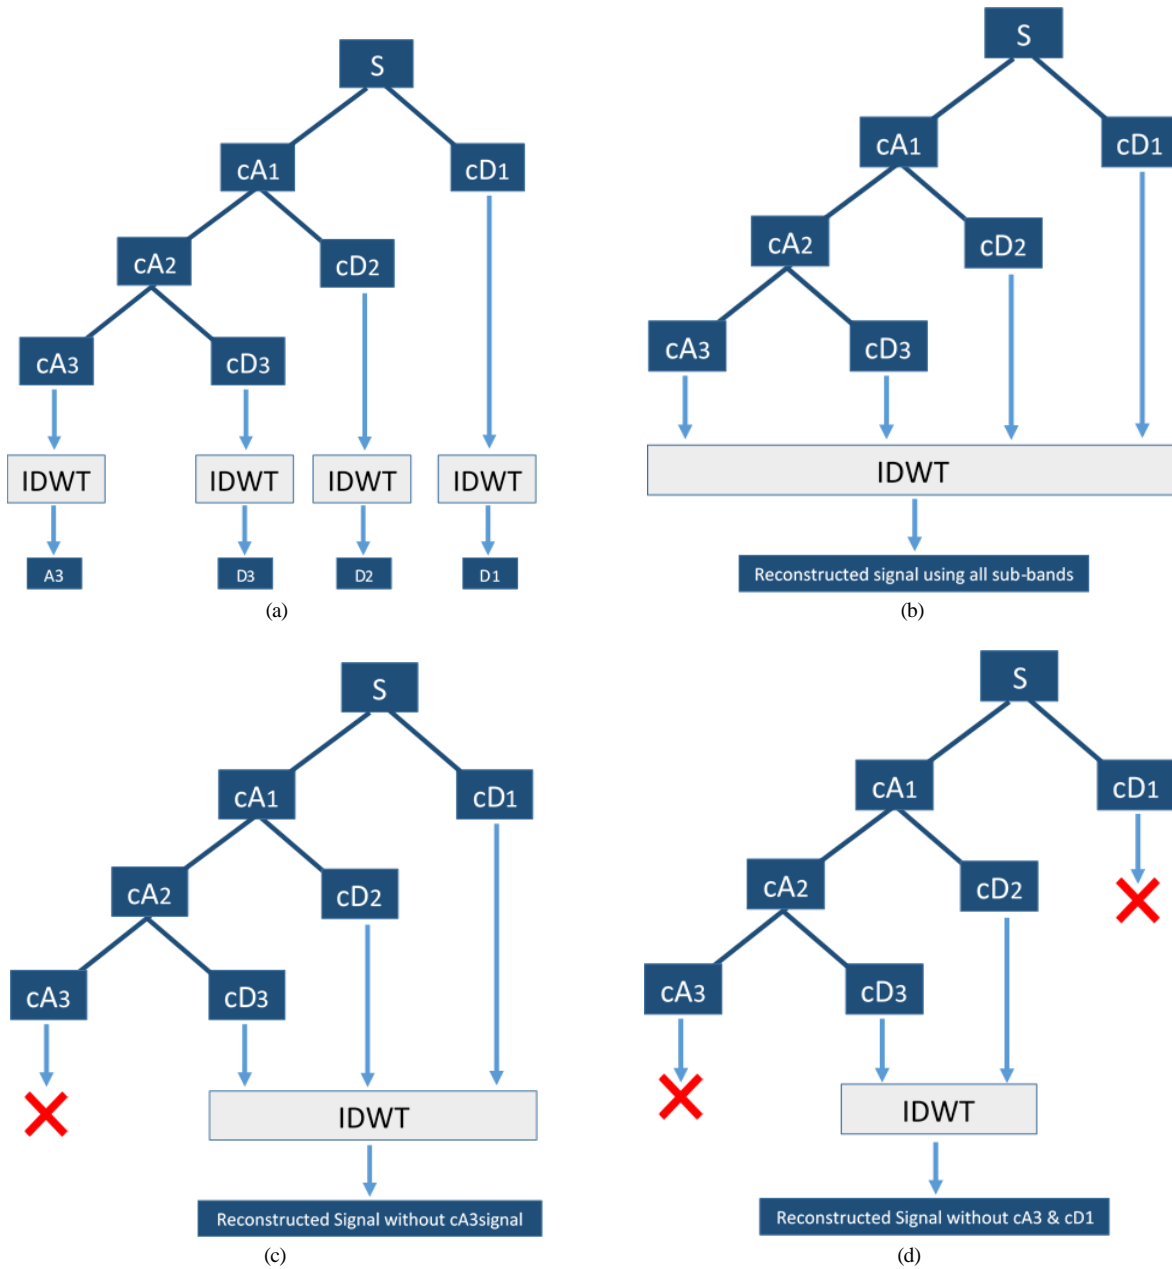 S
cA1
cD1
cA2
cD2
cA3
cD3
IDWT
IDWT
IDWT
IDWT
A3
D3
D2
D1
(a)
S
cA1
cD1
cA2
cD2
cA3
cD3
IDWT
Reconstructed signal using all sub-bands
(b)
S
cA1
cD1
cA2
cD2
cA3
cD3
IDWT
Reconstructed Signal without cA3signal
(c)
S
cA1
cD1
cA2
cD2
cA3
cD3
IDWT
Reconstructed Signal without cA3 & cD1
(d)